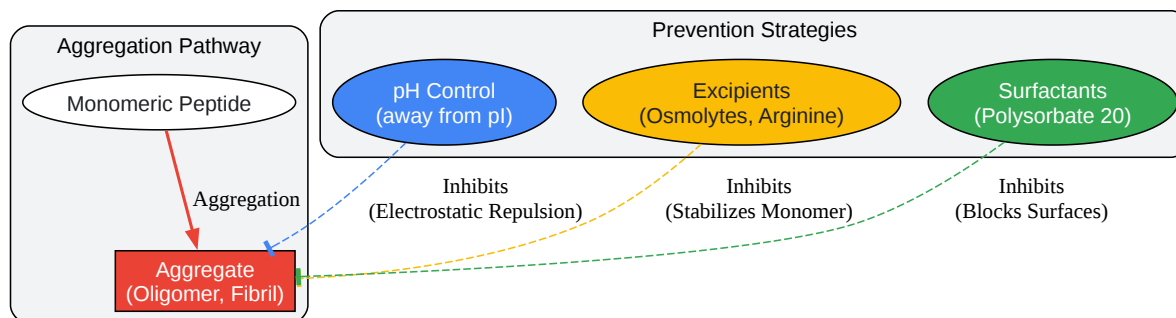 Aggregation Pathway
Monomeric Peptide
Aggregation
Aggregate
(Oligomer, Fibril)
Prevention Strategies
pH Control
(away from pI)
Excipients
(Osmolytes, Arginine)
Surfactants
(Polysorbate 20)
Inhibits
(Electrostatic Repulsion)
Inhibits
(Stabilizes Monomer)
Inhibits
(Blocks Surfaces)